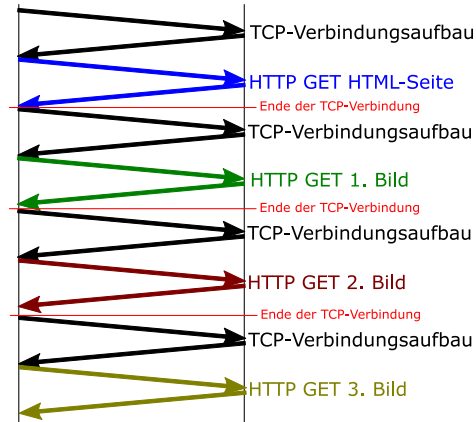 TCP-Verbindungsaufbau
HTTP GET HTML-Seite
Ende der TCP-Verbindung
TCP-Verbindungsaufbau
HTTP GET 1. Bild
Ende der TCP-Verbindung
TCP-Verbindungsaufbau
HTTP GET 2. Bild
Ende der TCP-Verbindung
TCP-Verbindungsaufbau
HTTP GET 3. Bild